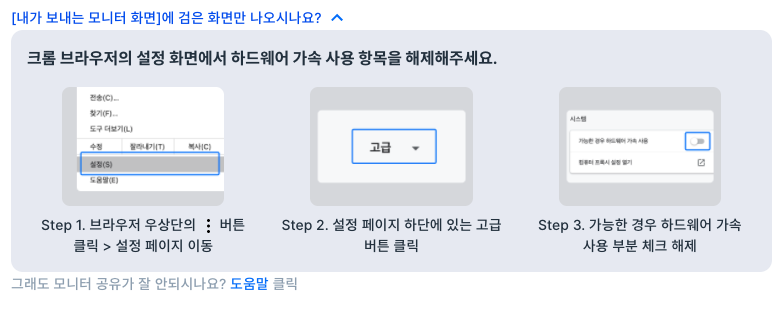 [내가 보내는 모니터 화면]에 검은 화면만 나오시나요?
크롬 브라우저의 설정 화면에서 하드웨어 가속 사용 항목을 해제해주세요.
전송(C)...
찾기(F)...
도구 더보기(L)
수정 잘라내기(T) 복사(C)
설정(S)
도움말(E)
고급
시스템
가능한 경우 하드웨어 가속 사용
컴퓨터 프록시 설정 열기
Step 1. 브라우저 우상단의 ⋮ 버튼
클릭 > 설정 페이지 이동
Step 2. 설정 페이지 하단에 있는 고급
버튼 클릭
Step 3. 가능한 경우 하드웨어 가속
사용 부분 체크 해제
그래도 모니터 공유가 잘 안되시나요? 도움말 클릭